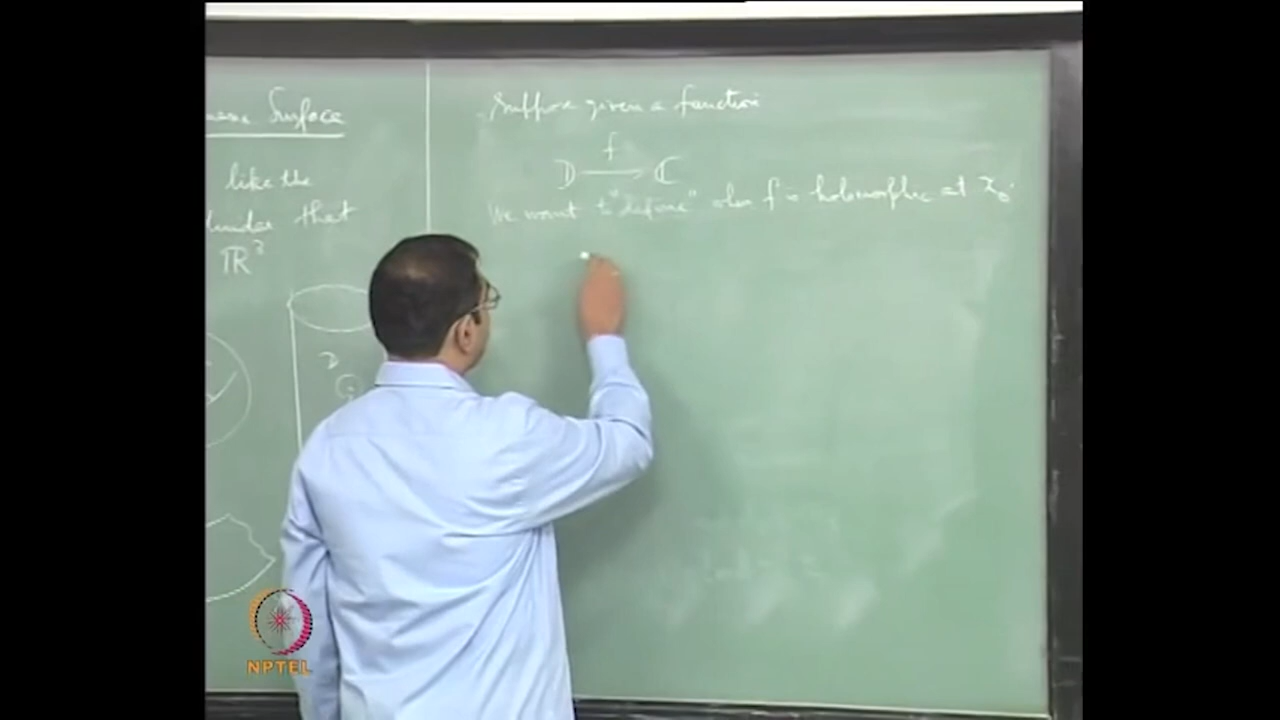 Surface
like the
that
ℝ³
D
Suppose given a function
f
D → ℂ
We want to "define" when f is holomorphic at z₀.
NPTEL